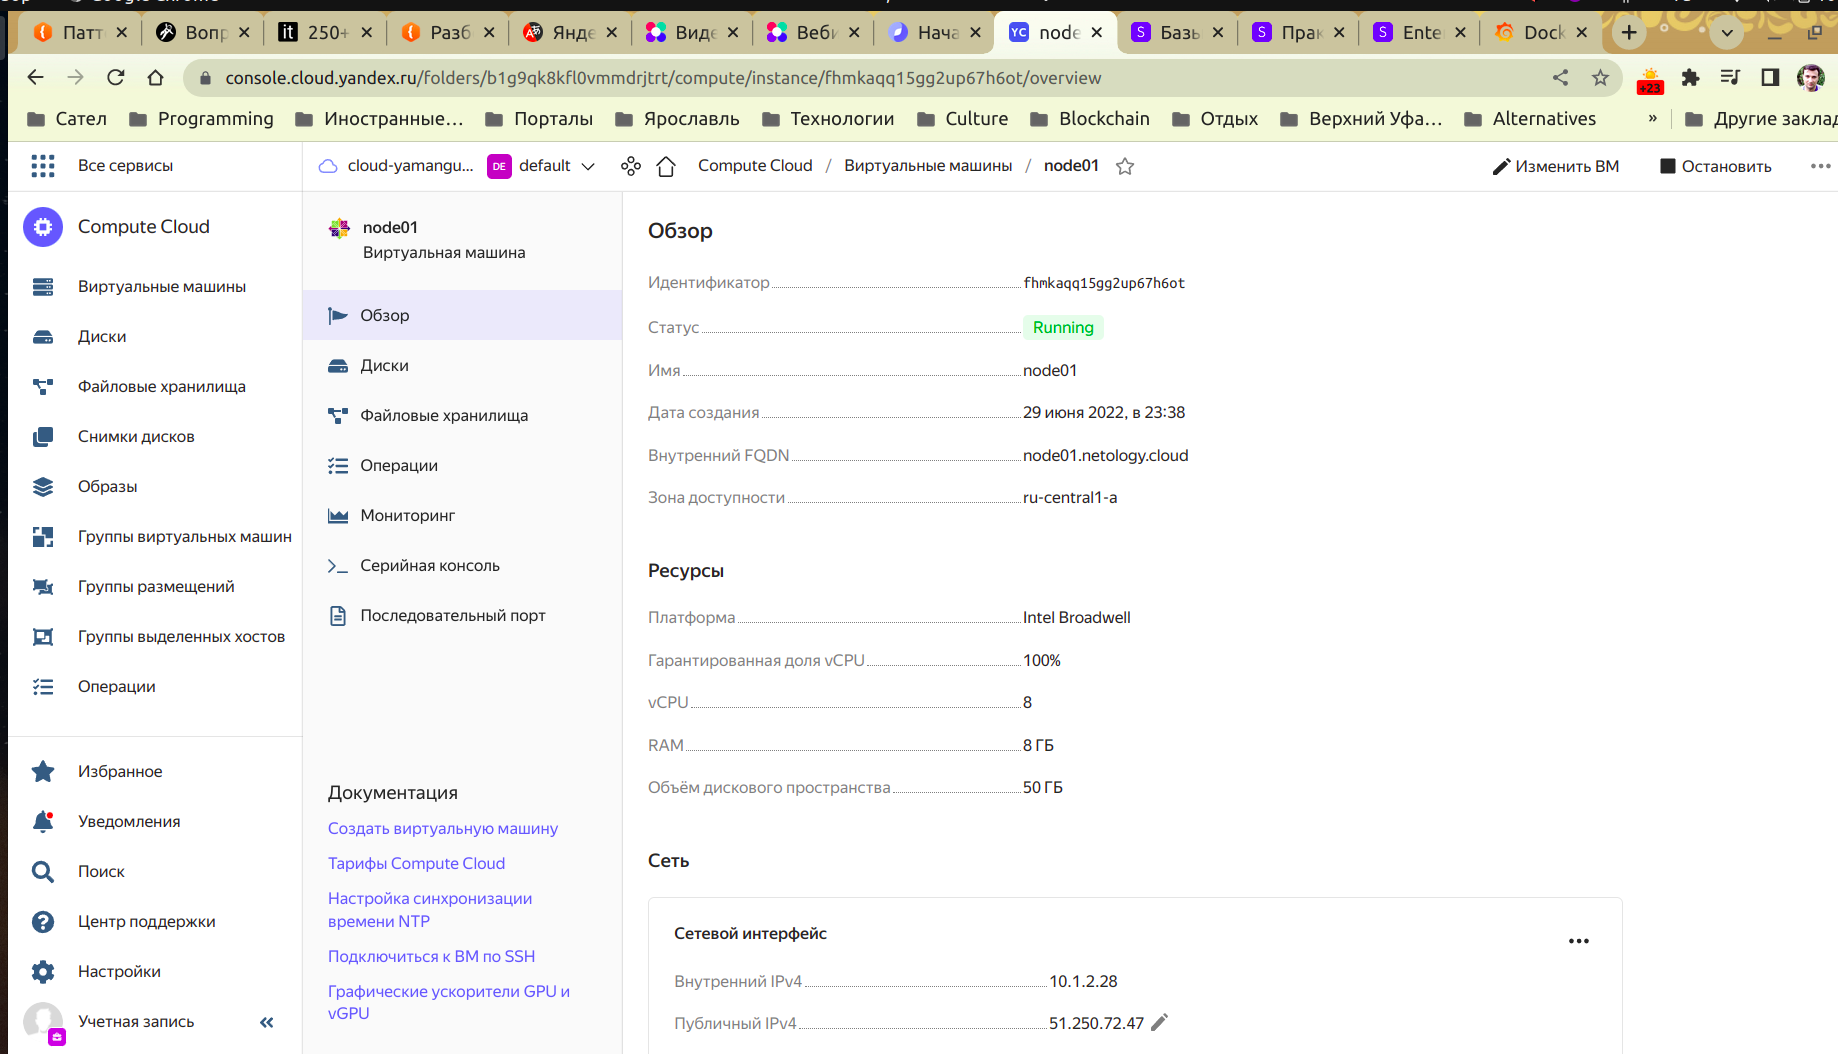 Патт
Вопр
it 250+
Разб
Янде
Виде
Веби
Нача
YC node
S Базы
S Прак
S Ente
Dock
console.cloud.yandex.ru/folders/b1g9qk8kfl0vmmdrjtrt/compute/instance/fhmkaqq15gg2up67h6ot/overview
+23
Сател
Programming
Иностранные...
Порталы
Ярославль
Технологии
Culture
Blockchain
Отдых
Верхний Уфа...
Alternatives
»
Другие заклад
Все сервисы
cloud-yamangu...
DE default
Compute Cloud / Виртуальные машины / node01
Изменить ВМ
Остановить
Compute Cloud
Виртуальные машины
Диски
Файловые хранилища
Снимки дисков
Образы
Группы виртуальных машин
Группы размещений
Группы выделенных хостов
Операции
Избранное
Уведомления
Поиск
Центр поддержки
Настройки
Учетная запись
node01
Виртуальная машина
Обзор
Диски
Файловые хранилища
Операции
Мониторинг
Серийная консоль
Последовательный порт
Документация
Создать виртуальную машину
Тарифы Compute Cloud
Настройка синхронизации
времени NTP
Подключиться к ВМ по SSH
Графические ускорители GPU и
vGPU
Обзор
Идентификатор fhmkaqq15gg2up67h6ot
Статус Running
Имя node01
Дата создания 29 июня 2022, в 23:38
Внутренний FQDN node01.netology.cloud
Зона доступности ru-central1-a
Ресурсы
Платформа Intel Broadwell
Гарантированная доля vCPU 100%
vCPU 8
RAM 8 ГБ
Объём дискового пространства 50 ГБ
Сеть
Сетевой интерфейс
Внутренний IPv4 10.1.2.28
Публичный IPv4 51.250.72.47